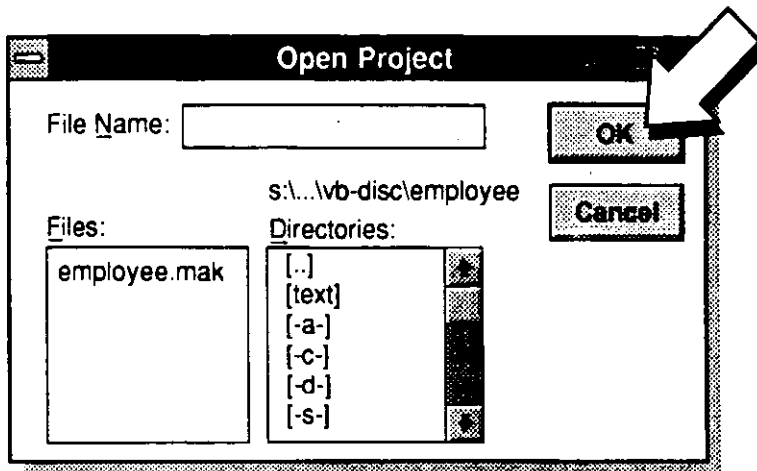 Open Project
File Name:
OK
s:\...\vb-disc\employee
Cancel
Files:
Directories:
employee.mak
[..]
[text]
[-a-]
[-c-]
[-d-]
[-s-]